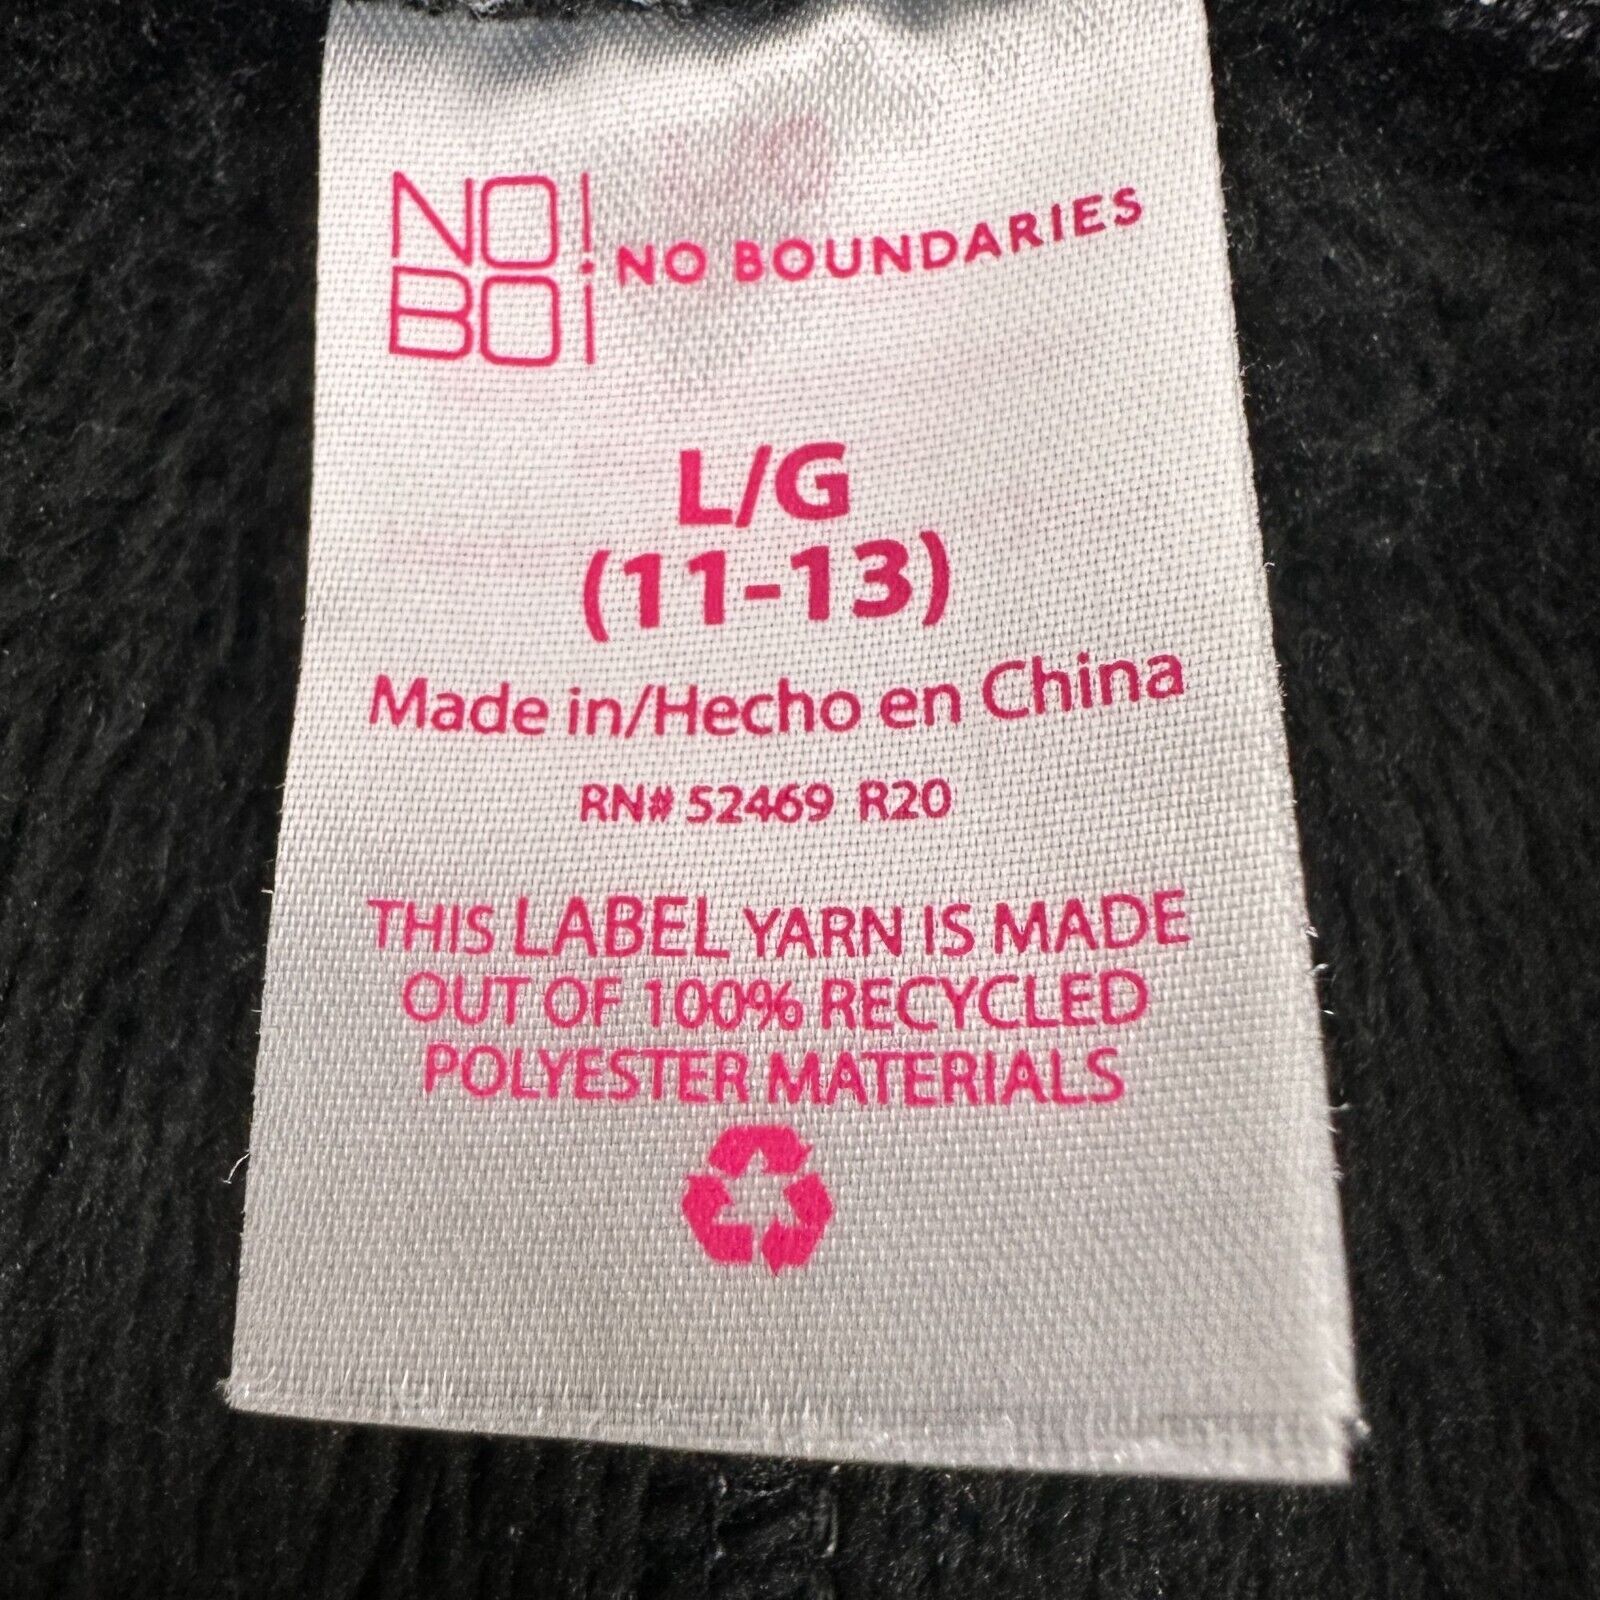 NO!
BO¡
NO BOUNDARIES
L/G
(11-13)
Made in/Hecho en China
RN# 52469 R20
THIS LABEL YARN IS MADE
OUT OF 100% RECYCLED
POLYESTER MATERIALS